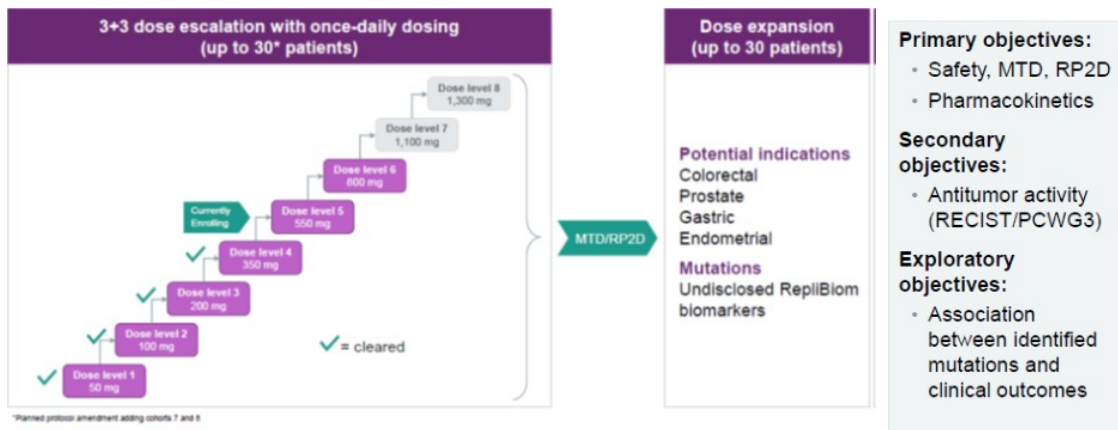 3+3 dose escalation with once-daily dosing
(up to 30* patients)
Dose level 8
1,300 mg
Dose level 7
1,100 mg
Dose level 6
800 mg
Currently
Enrolling
Dose level 5
550 mg
Dose level 4
350 mg
Dose level 3
200 mg
Dose level 2
100 mg
Dose level 1
50 mg
✓= cleared
*Planned protocol amendment adding cohorts 7 and 8
MTD/RP2D
Dose expansion
(up to 30 patients)
Potential indications
Colorectal
Prostate
Gastric
Endometrial
Mutations
Undisclosed RepliBiom
biomarkers
Primary objectives:
• Safety, MTD, RP2D
• Pharmacokinetics
Secondary
objectives:
• Antitumor activity
(RECIST/PCWG3)
Exploratory
objectives:
• Association
between identified
mutations and
clinical outcomes